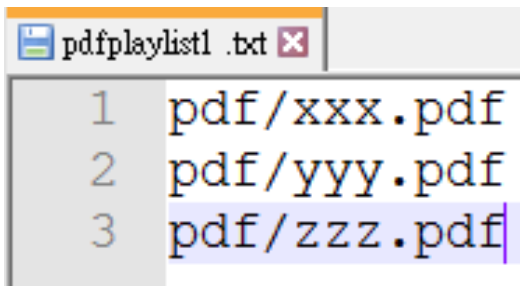 pdfplaylist1 .txt
1 pdf/xxx.pdf
2 pdf/yyy.pdf
3 pdf/zzz.pdf